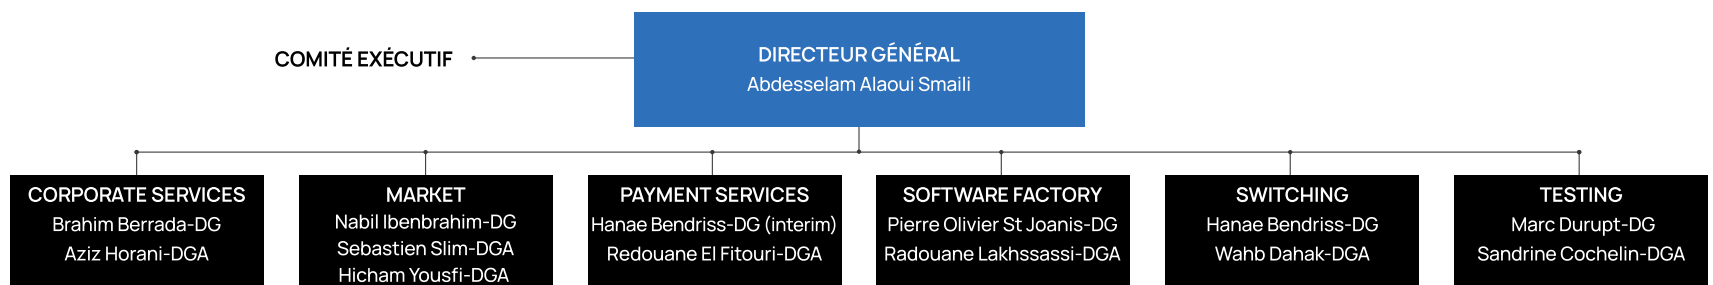 COMITÉ EXÉCUTIF
DIRECTEUR GÉNÉRAL
Abdesselam Alaoui Smaili
CORPORATE SERVICES
Brahim Berrada-DG
Aziz Horani-DGA
MARKET
Nabil Ibenbrahim-DG
Sebastien Slim-DGA
Hicham Yousfi-DGA
PAYMENT SERVICES
Hanae Bendriss-DG (interim)
Redouane El Fitouri-DGA
SOFTWARE FACTORY
Pierre Olivier St Joanis-DG
Radouane Lakhssassi-DGA
SWITCHING
Hanae Bendriss-DG
Wahb Dahak-DGA
TESTING
Marc Durupt-DG
Sandrine Cochelin-DGA